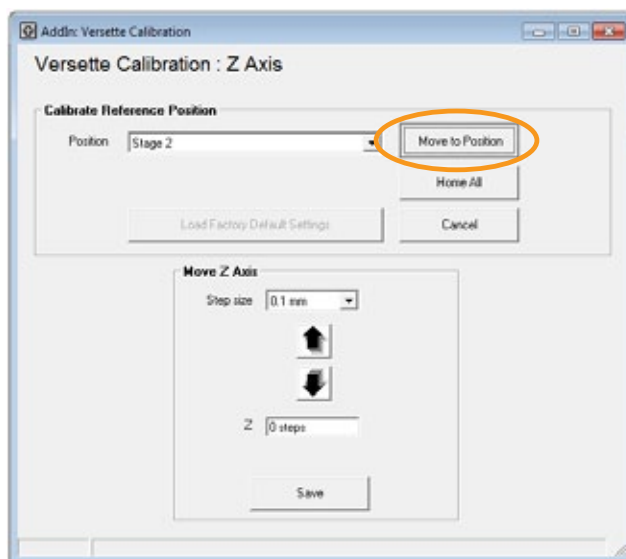 AddIn: Versette Calibration
Versette Calibration : Z Axis
Calibrate Reference Position
Position Stage 2 Move to Position
Home All
Load Factory Default Settings Cancel
Move Z Axis
Step size 0.1 mm
Z 0 steps
Save